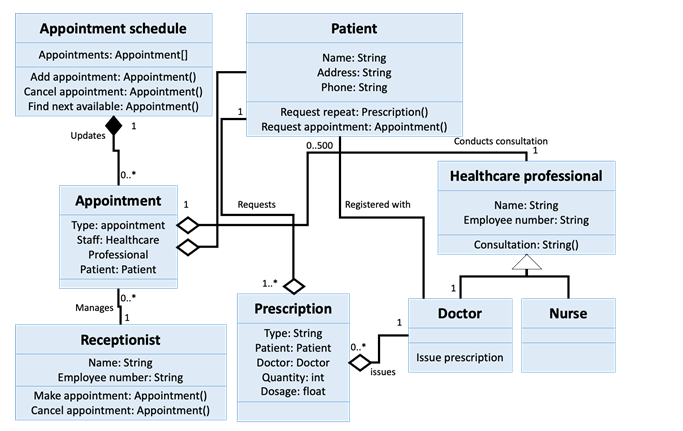 Appointment schedule
Appointments: Appointment[]
Add appointment: Appointment()
Cancel appointment: Appointment()
Find next available: Appointment()
Patient
Name: String
Address: String
Phone: String
Request repeat: Prescription()
Request appointment: Appointment()
1
1
Updates
0..*
0..500
Conducts consultation
1
Healthcare professional
Name: String
Employee number: String
Consultation: String()
Appointment
Type: appointment
Staff: Healthcare
Professional
Patient: Patient
1
Requests
Registered with
0..*
Manages
1
Receptionist
Name: String
Employee number: String
Make appointment: Appointment()
Cancel appointment: Appointment()
1..*
Prescription
Type: String
Patient: Patient
Doctor: Doctor
Quantity: int
Dosage: float
1
0..*
issues
1
Doctor
Issue prescription
Nurse